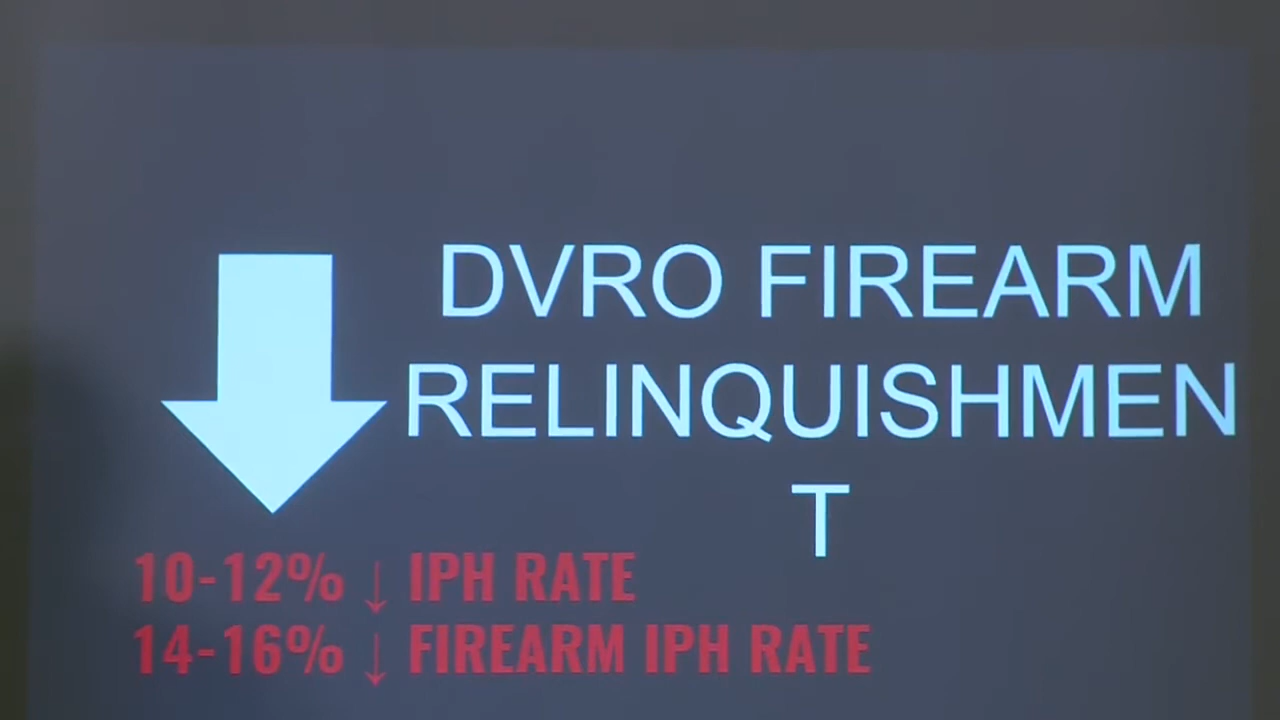 DVRO FIREARM
RELINQUISHMEN
T
10-12% ↓ IPH RATE
14-16% ↓ FIREARM IPH RATE